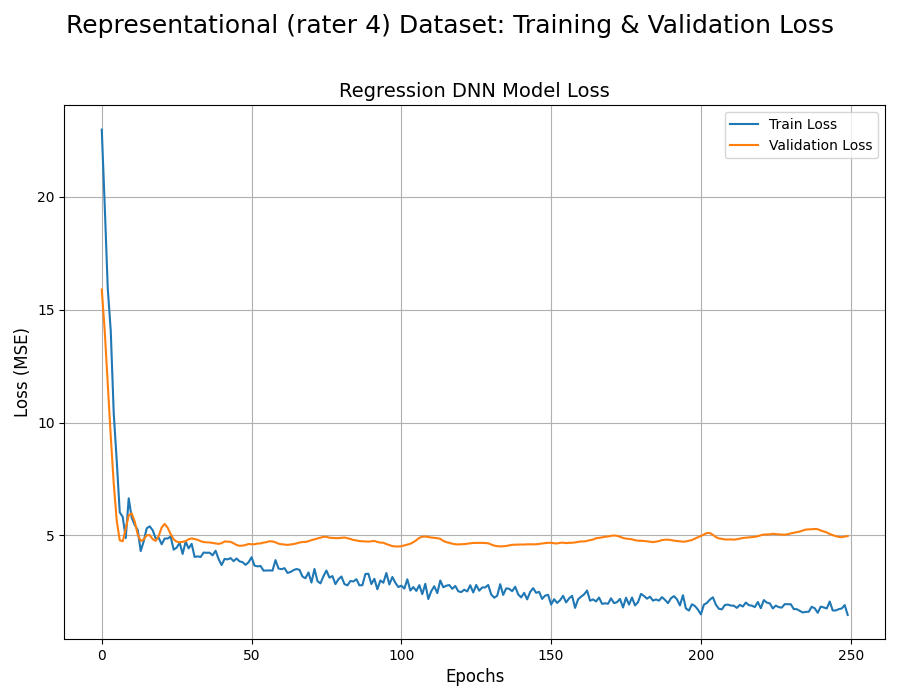 Representational (rater 4) Dataset: Training & Validation Loss
Regression DNN Model Loss
Train Loss
Validation Loss
Loss (MSE)
20
15
10
5
0 50 100 150 200 250
Epochs